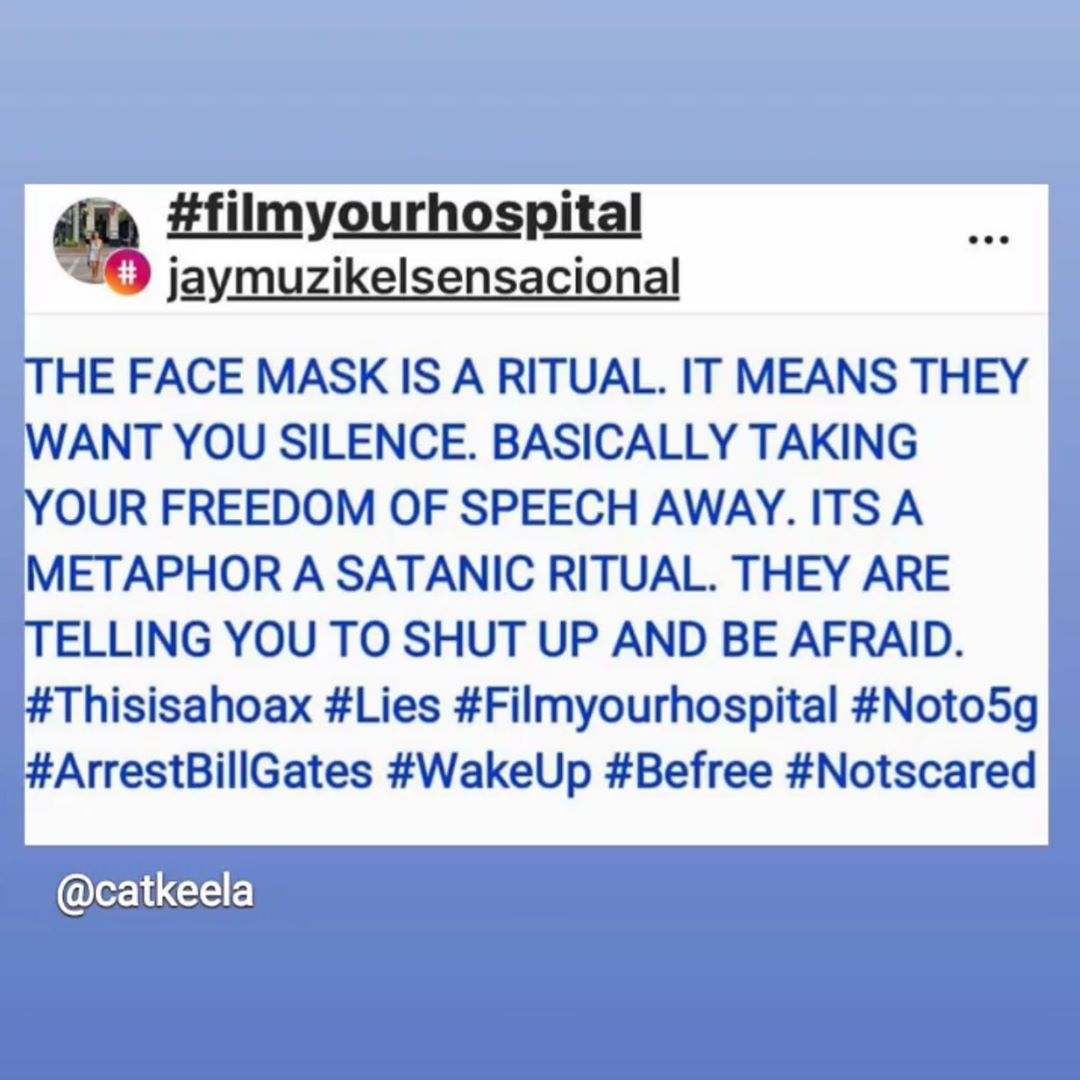 #filmyourhospital
jaymuzikelsensacional
THE FACE MASK IS A RITUAL. IT MEANS THEY
WANT YOU SILENCE. BASICALLY TAKING
YOUR FREEDOM OF SPEECH AWAY. ITS A
METAPHOR A SATANIC RITUAL. THEY ARE
TELLING YOU TO SHUT UP AND BE AFRAID.
#Thisisahoax #Lies #Filmyourhospital #Noto5g
#ArrestBillGates #WakeUp #Befree #Notscared
@catkeela